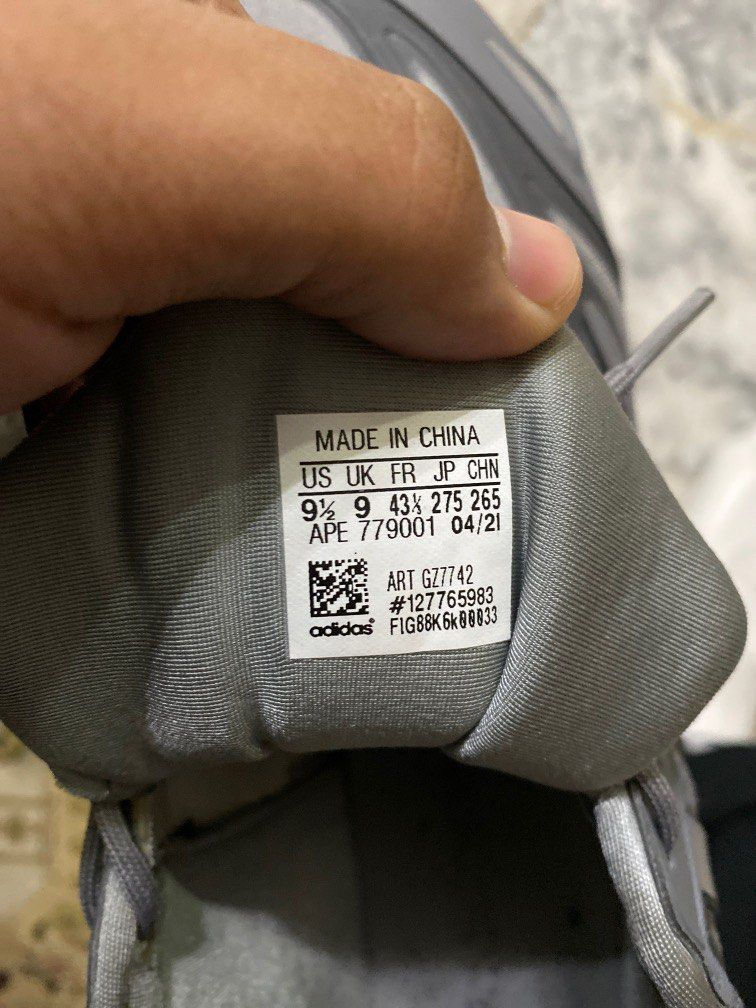 MADE IN CHINA
US UK FR JP CHN
9½ 9 43⅓ 275 265
APE 779001 04/21
ART GZ7742
#127765983
adidas® FIG88K6k00033